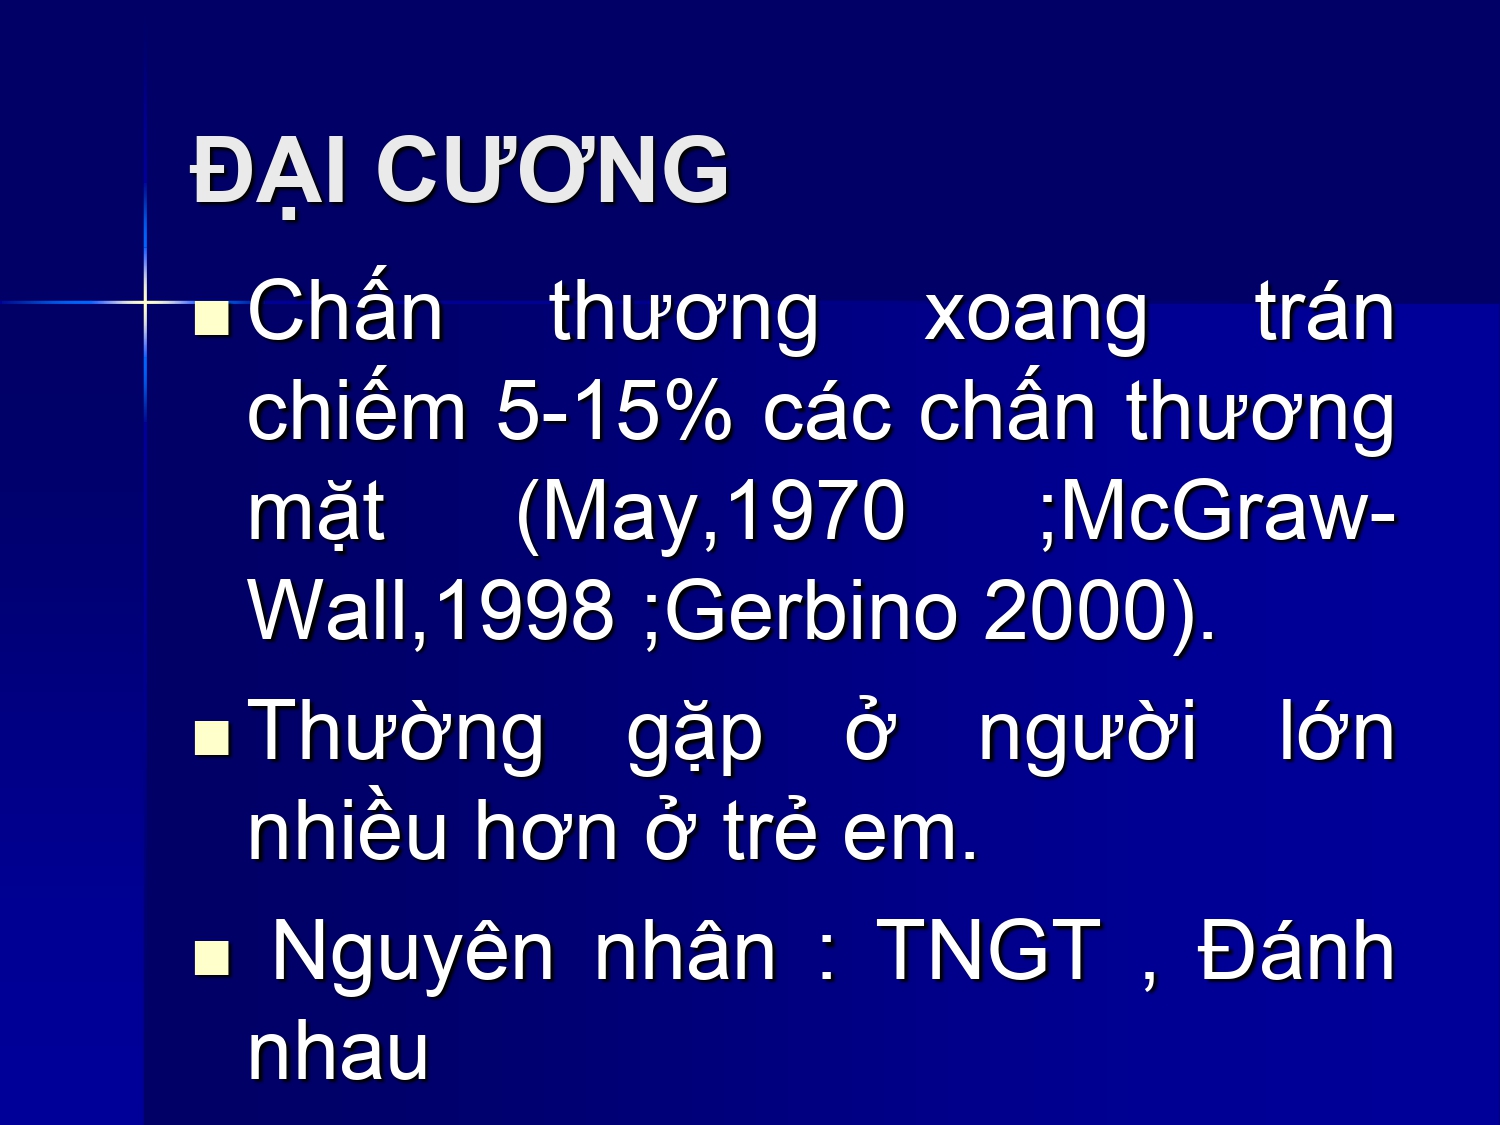 ĐẠI CƯƠNG
Chấn thương xoang trán
chiếm 5-15% các chấn thương
mặt (May,1970 ;McGraw-
Wall,1998 ;Gerbino 2000).
Thường gặp ở người lớn
nhiều hơn ở trẻ em.
Nguyên nhân : TNGT , Đánh
nhau